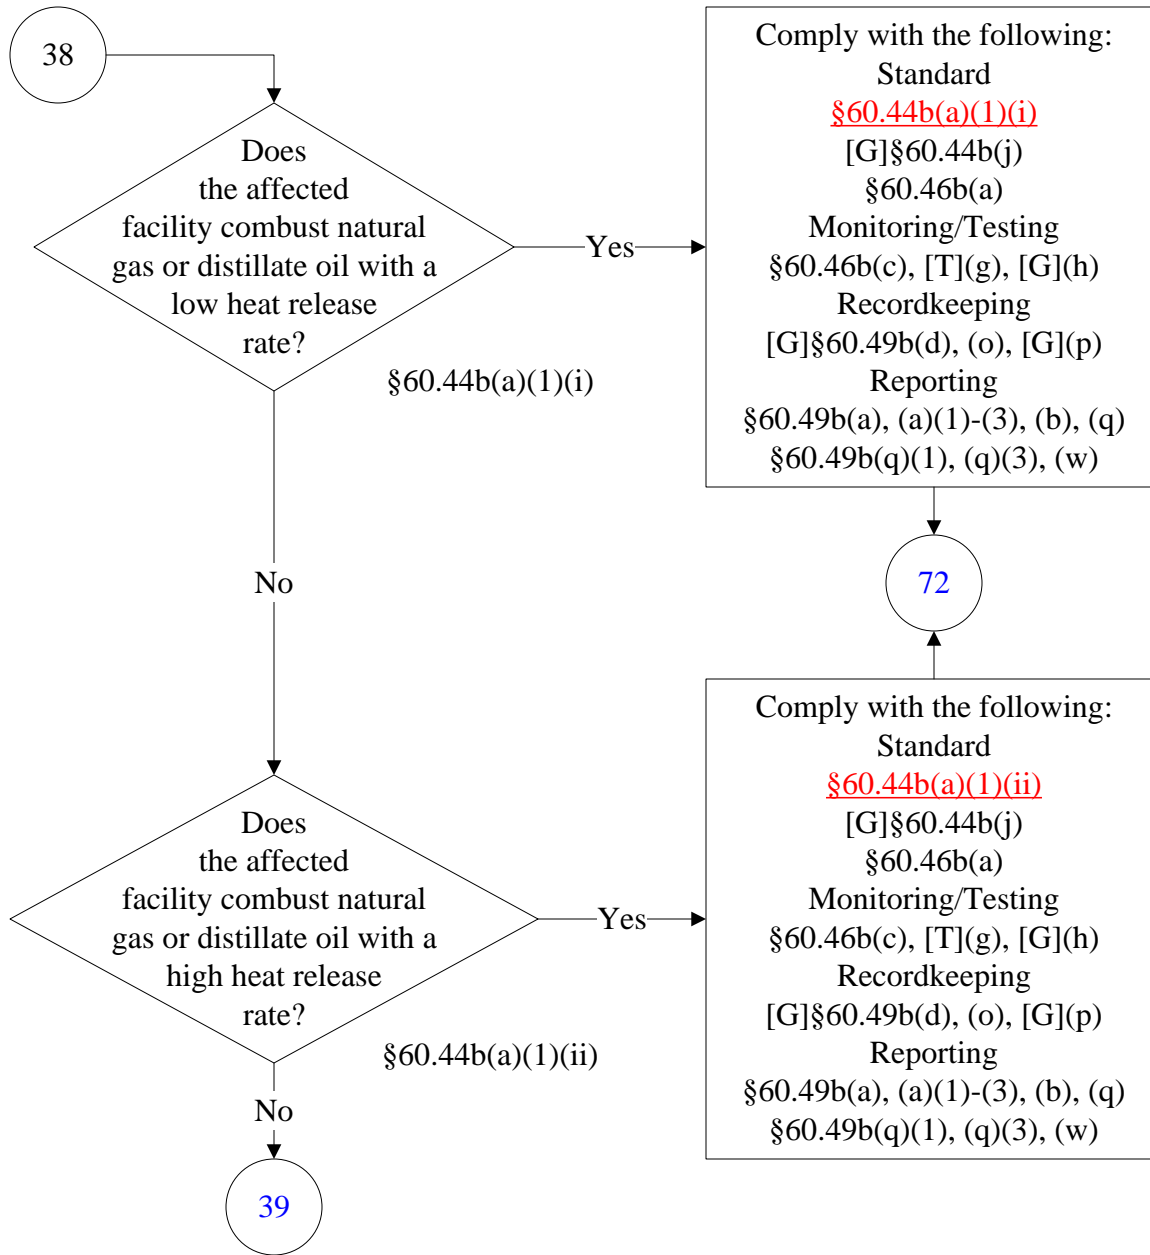 38
Does
the affected
facility combust natural
gas or distillate oil with a
low heat release
rate?
§60.44b(a)(1)(i)
Yes
Comply with the following:
Standard
§60.44b(a)(1)(i)
[G]§60.44b(j)
§60.46b(a)
Monitoring/Testing
§60.46b(c), [T](g), [G](h)
Recordkeeping
[G]§60.49b(d), (o), [G](p)
Reporting
§60.49b(a), (a)(1)-(3), (b), (q)
§60.49b(q)(1), (q)(3), (w)
72
No
Does
the affected
facility combust natural
gas or distillate oil with a
high heat release
rate?
§60.44b(a)(1)(ii)
Yes
Comply with the following:
Standard
§60.44b(a)(1)(ii)
[G]§60.44b(j)
§60.46b(a)
Monitoring/Testing
§60.46b(c), [T](g), [G](h)
Recordkeeping
[G]§60.49b(d), (o), [G](p)
Reporting
§60.49b(a), (a)(1)-(3), (b), (q)
§60.49b(q)(1), (q)(3), (w)
No
39